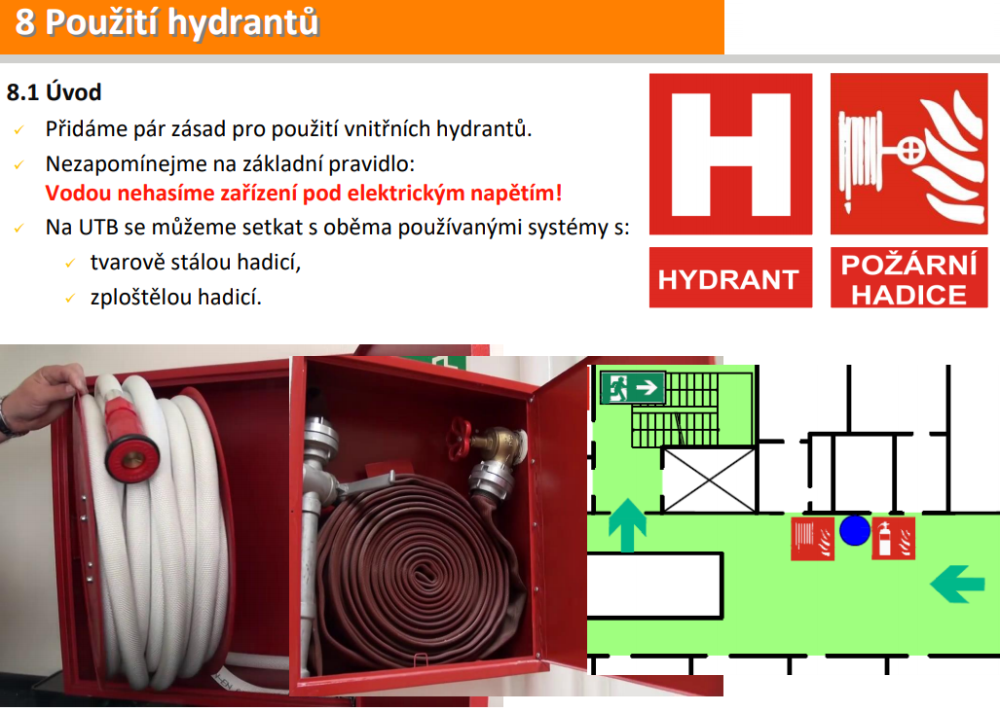 8 Použití hydrantů
8.1 Úvod
Přidáme pár zásad pro použití vnitřních hydrantů.
Nezapomínejme na základní pravidlo:
Vodou nehasíme zařízení pod elektrickým napětím!
Na UTB se můžeme setkat s oběma používanými systémy s:
tvarově stálou hadicí,
zploštělou hadicí.
H
HYDRANT
POŽÁRNÍ
HADICE